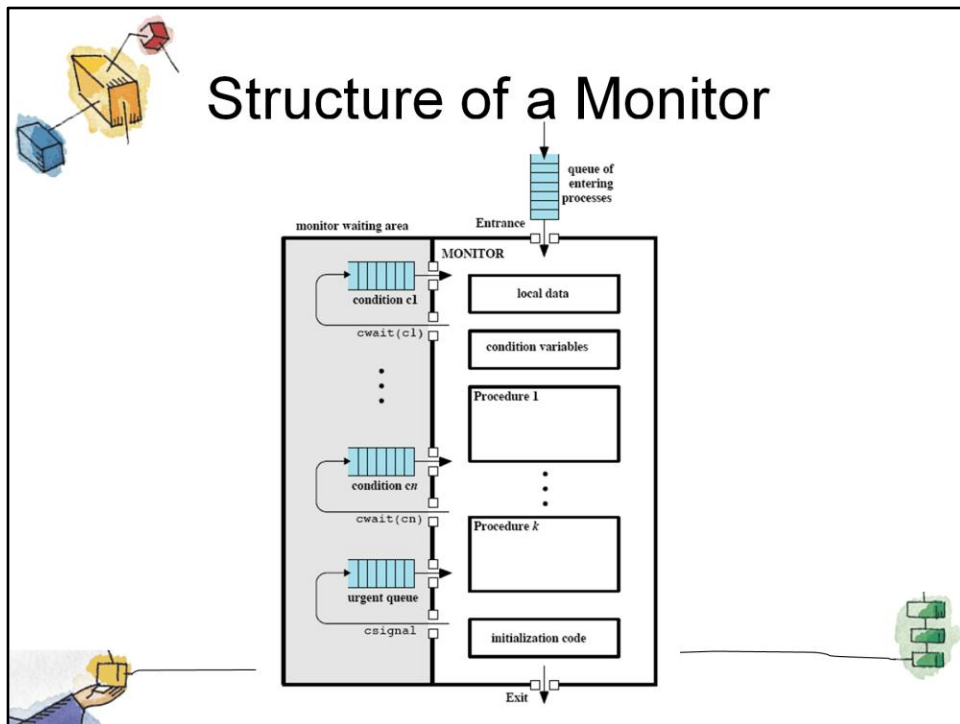 Structure of a Monitor
queue of
entering
processes
Entrance
monitor waiting area
MONITOR
condition c1
local data
cwait(c1)
condition variables
Procedure 1
condition cn
cwait(cn)
Procedure k
urgent queue
csignal
initialization code
Exit